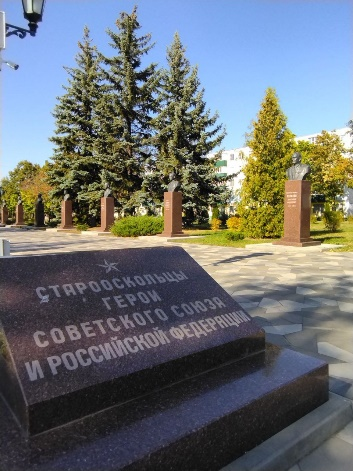 СТАРООСКОЛЬЦЫ
ГЕРОИ
СОВЕТСКОГО СОЮЗА
И РОССИЙСКОЙ ФЕДЕРАЦИИ